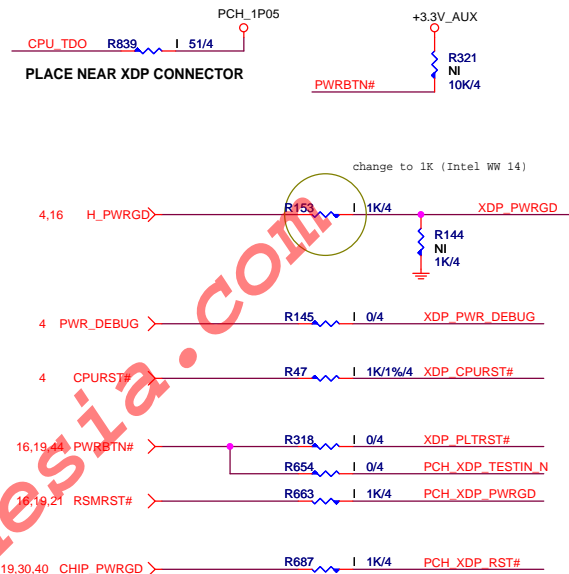 PCH_1P05
+3.3V_AUX
CPU_TDO R839 I 51/4
PLACE NEAR XDP CONNECTOR
R321
NI
10K/4
PWRBTN#
change to 1K (Intel WW 14)
4,16 H_PWRGD R153 I 1K/4 XDP_PWRGD
R144
NI
1K/4
4 PWR_DEBUG R145 I 0/4 XDP_PWR_DEBUG
4 CPURST# R47 I 1K/1%/4 XDP_CPURST#
16,19,44 PWRBTN# R318 I 0/4 XDP_PLTRST#
R654 I 0/4 PCH_XDP_TESTIN_N
16,19,21 RSMRST# R663 I 1K/4 PCH_XDP_PWRGD
19,30,40 CHIP_PWRGD R687 I 1K/4 PCH_XDP_RST#
esia.com